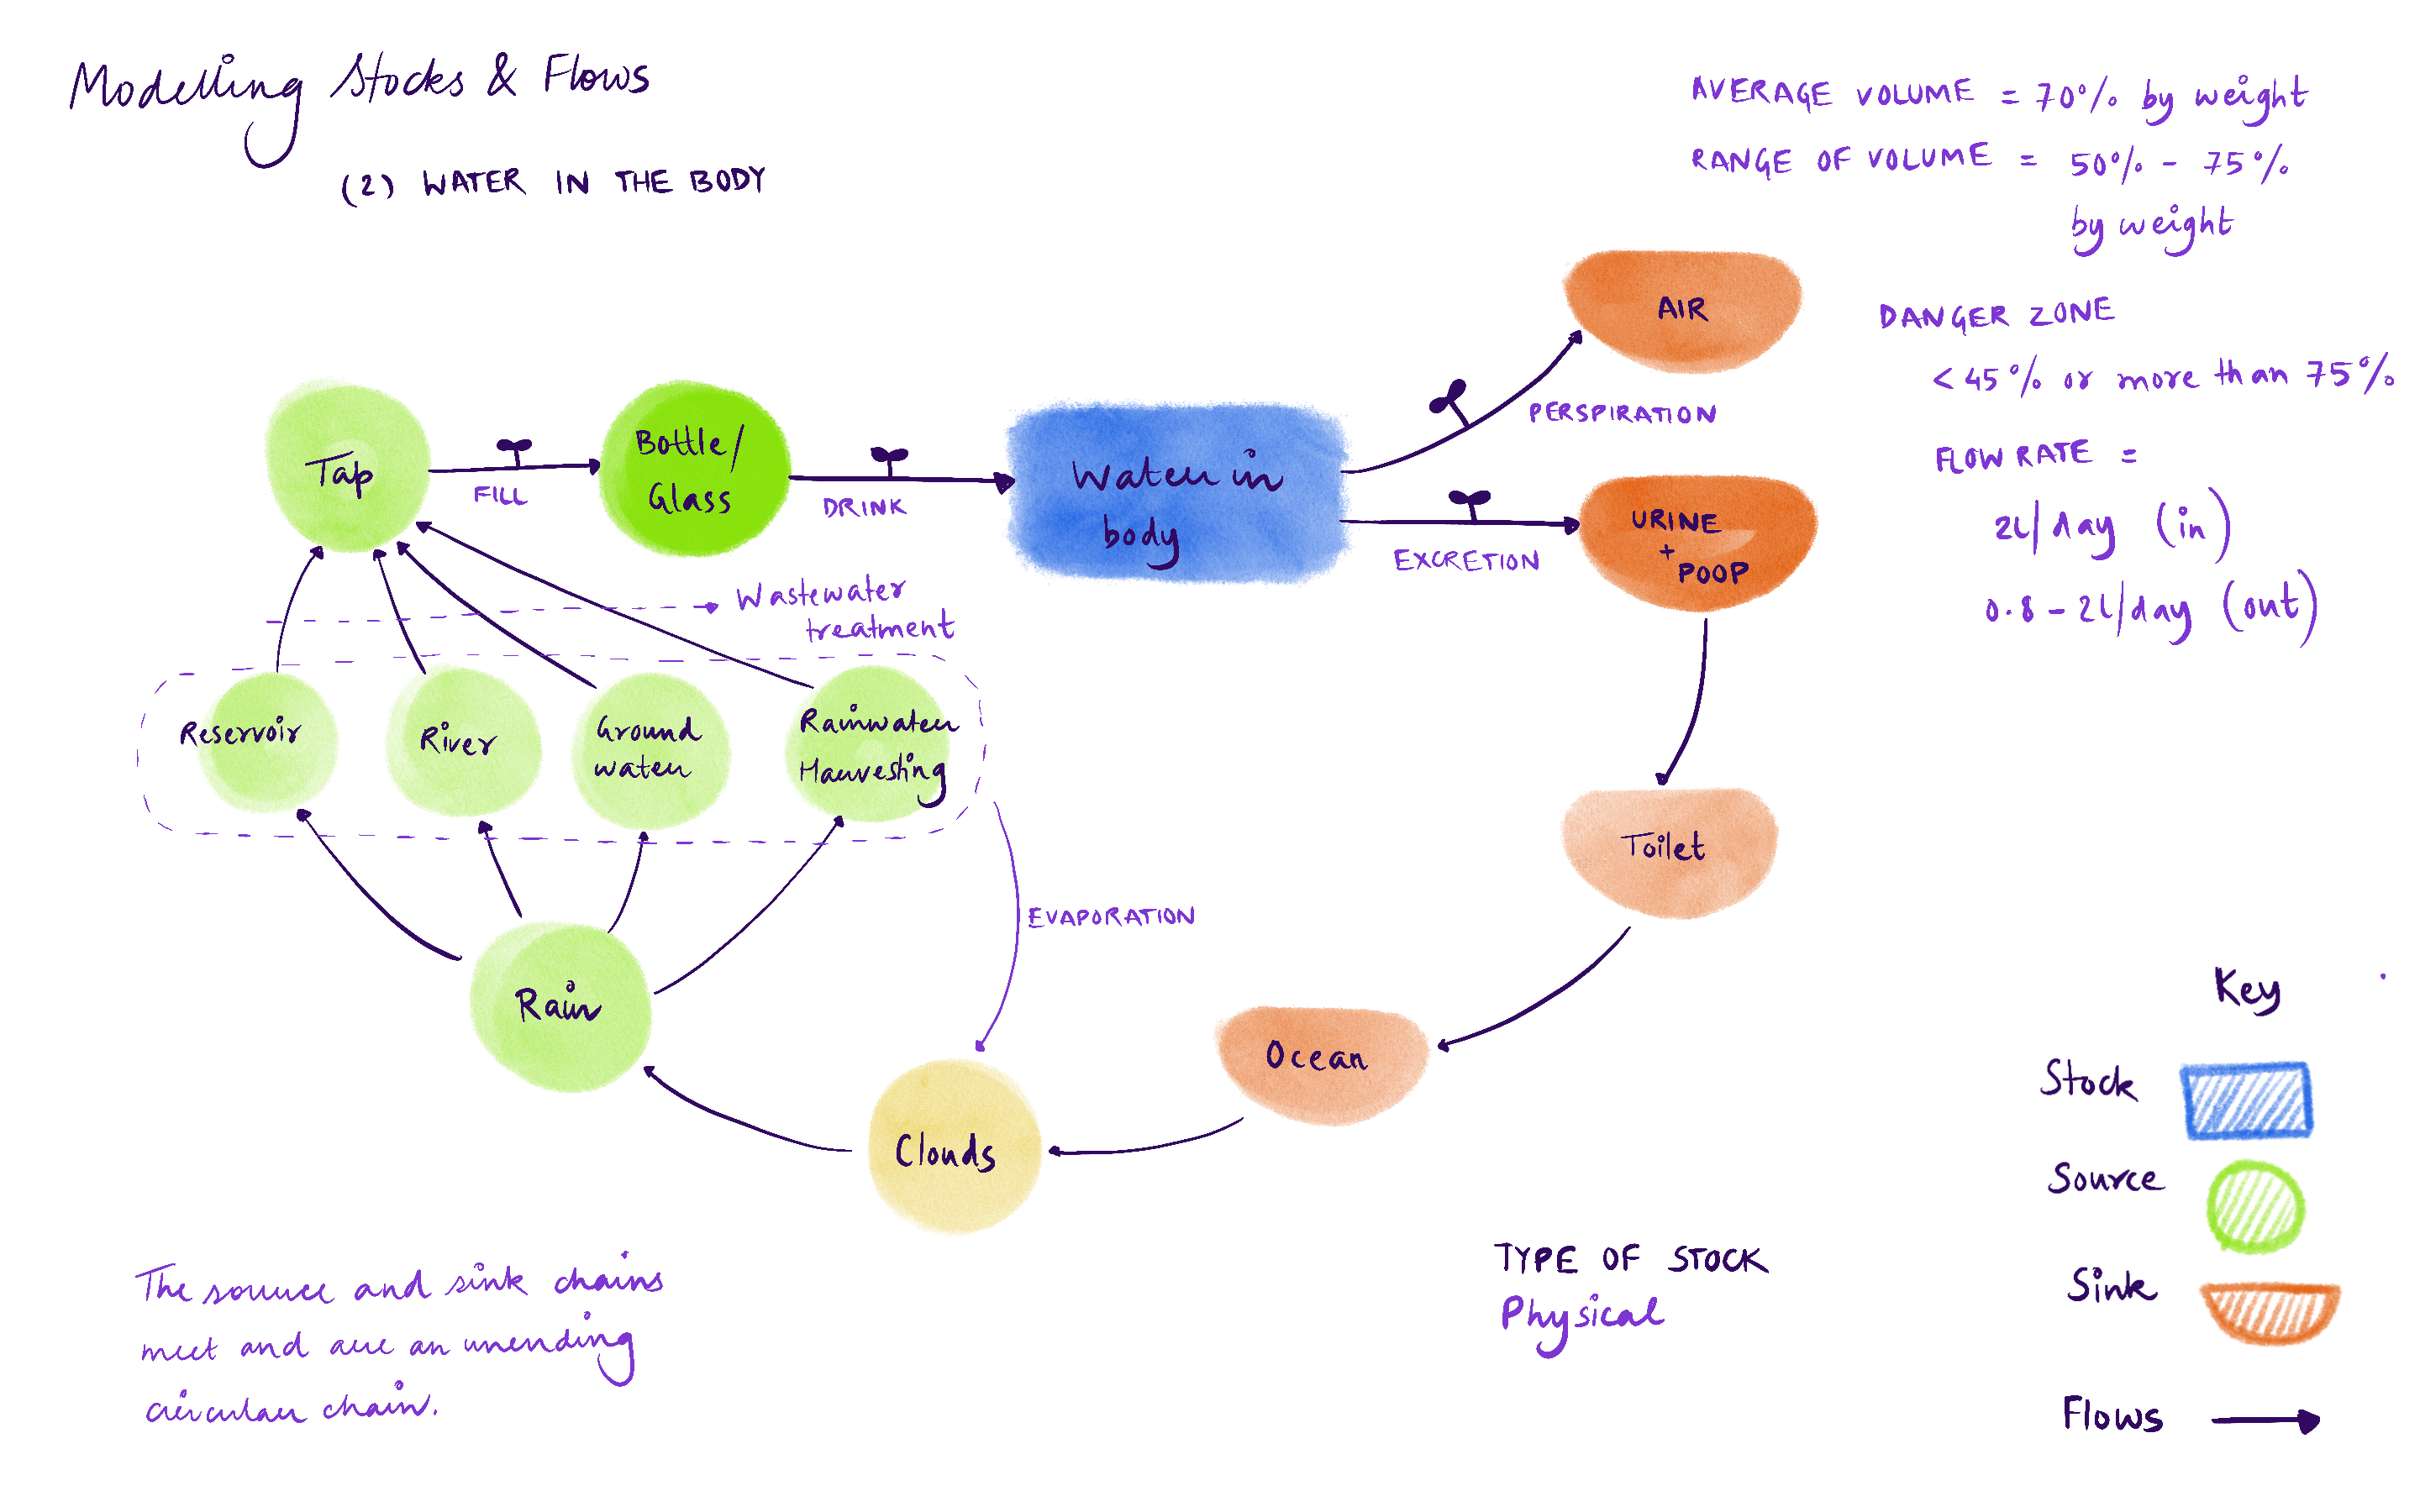 Modelling Stocks & Flows
(2) WATER IN THE BODY
AVERAGE VOLUME = 70% by weight
RANGE OF VOLUME = 50% - 75%
by weight
DANGER ZONE
< 45% or more than 75%
FLOW RATE =
2L/day (in)
0.8 - 2L/day (out)
AIR
PERSPIRATION
Tap
FILL
Bottle/
Glass
DRINK
Water in
body
EXCRETION
URINE
+
POOP
Wastewater
treatment
Reservoir
River
Ground
water
Rainwater
Harvesting
Toilet
EVAPORATION
Rain
Ocean
Clouds
Key
Stock
Source
Sink
Flows
TYPE OF STOCK
Physical
The source and sink chains
meet and are an unending
circular chain.